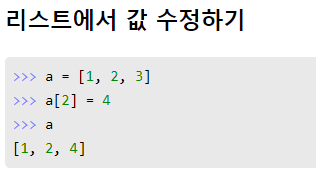 리스트에서 값 수정하기
>>> a = [1, 2, 3]
>>> a[2] = 4
>>> a
[1, 2, 4]